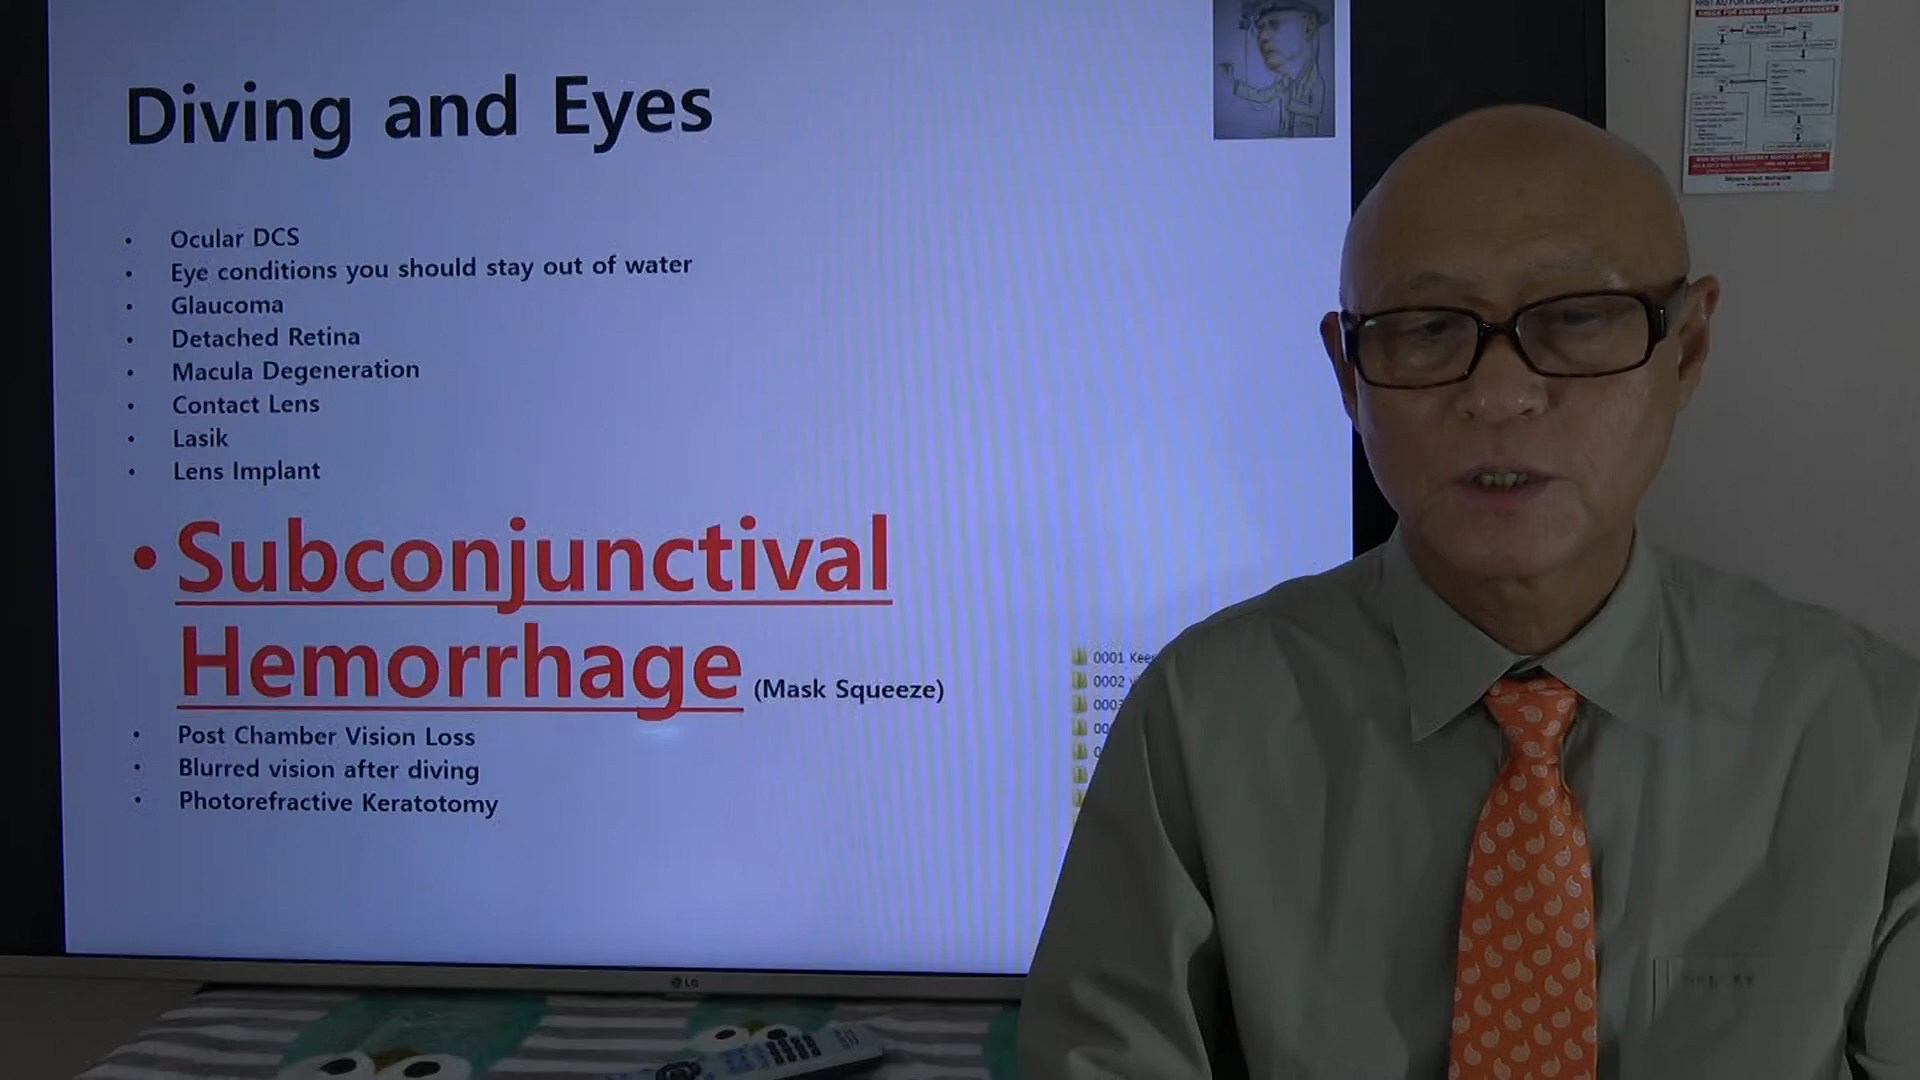 Diving and Eyes
• Ocular DCS
• Eye conditions you should stay out of water
• Glaucoma
• Detached Retina
• Macula Degeneration
• Contact Lens
• Lasik
• Lens Implant
• Subconjunctival
Hemorrhage (Mask Squeeze)
• Post Chamber Vision Loss
• Blurred vision after diving
• Photorefractive Keratotomy
0001
0002
0003
LG